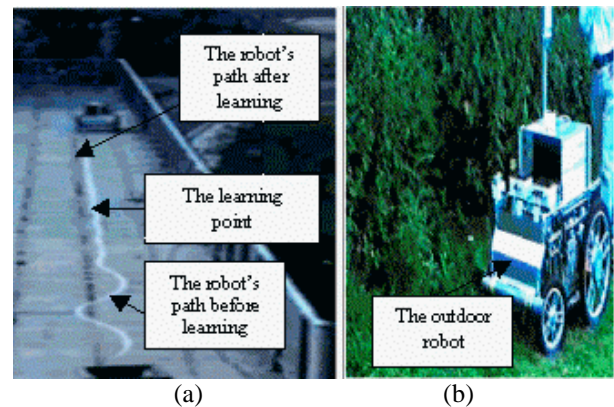 The robot's
path after
learning
The learning
point
The robot's
path before
learning
The outdoor
robot
(a)
(b)